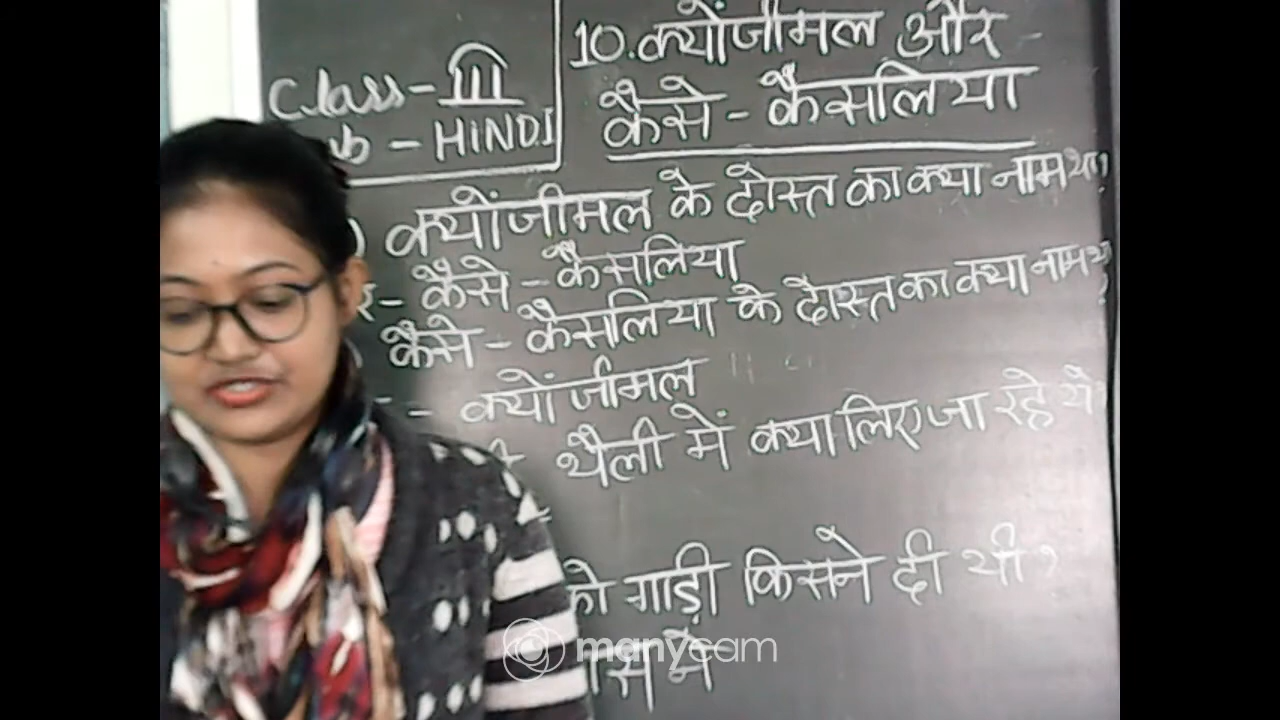 Class - III
10. क्योंजीमल और
कैसे - कैसलिया
b - HINDI
) क्योंजीमल के दोस्त का क्या नाम था?
र - कैसे - कैसलिया
कैसे - कैसलिया के दोस्त का क्या नाम था?
- क्योंजीमल
थैली में क्या लिए जा रहे थे?
को गाड़ी किसने दी थी?
में
manycam